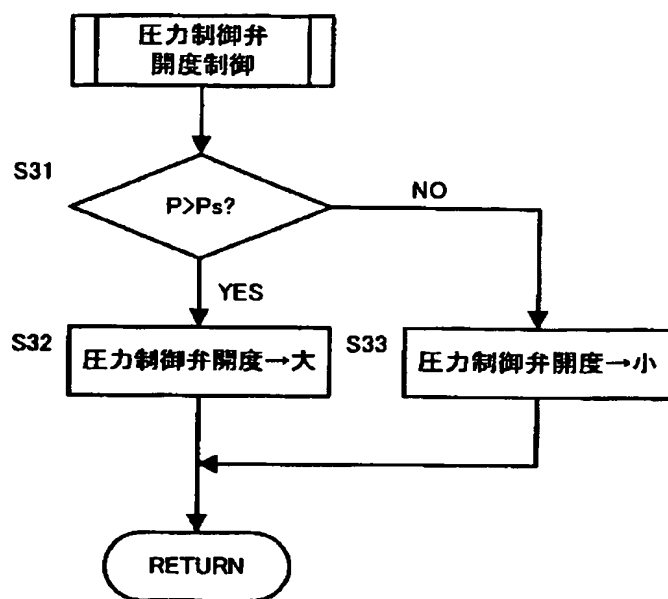 圧力制御弁
開度制御
S31
P>Ps?
NO
YES
S32
圧力制御弁開度→大
S33
圧力制御弁開度→小
RETURN